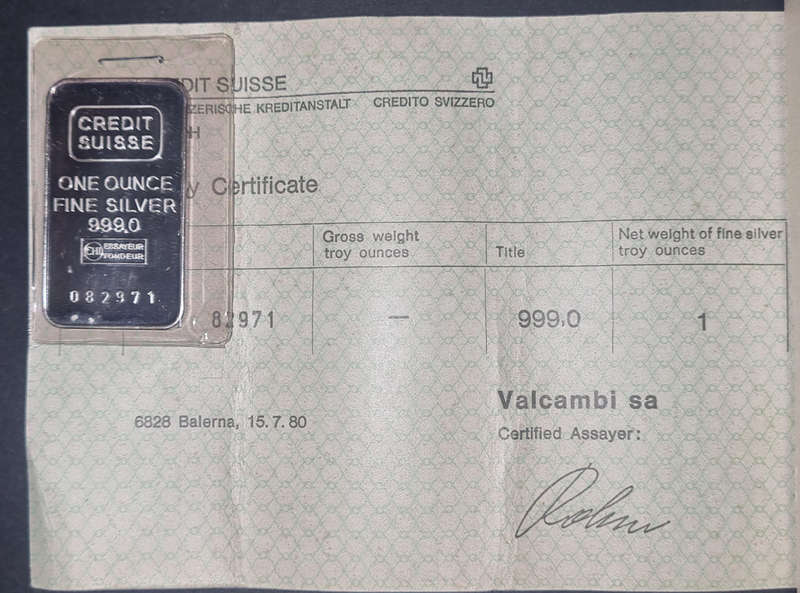 CREDIT
SUISSE
ONE OUNCE
FINE SILVER
999,0
CHI ESSAYEUR
FONDEUR
082971
DIT SUISSE
ZERISCHE KREDITANSTALT CREDITO SVIZZERO
H
y Certificate
Gross weight
troy ounces
Title
Net weight of fine silver
troy ounces
82971
—
999,0
1
6828 Balerna, 15.7.80
Valcambi sa
Certified Assayer: